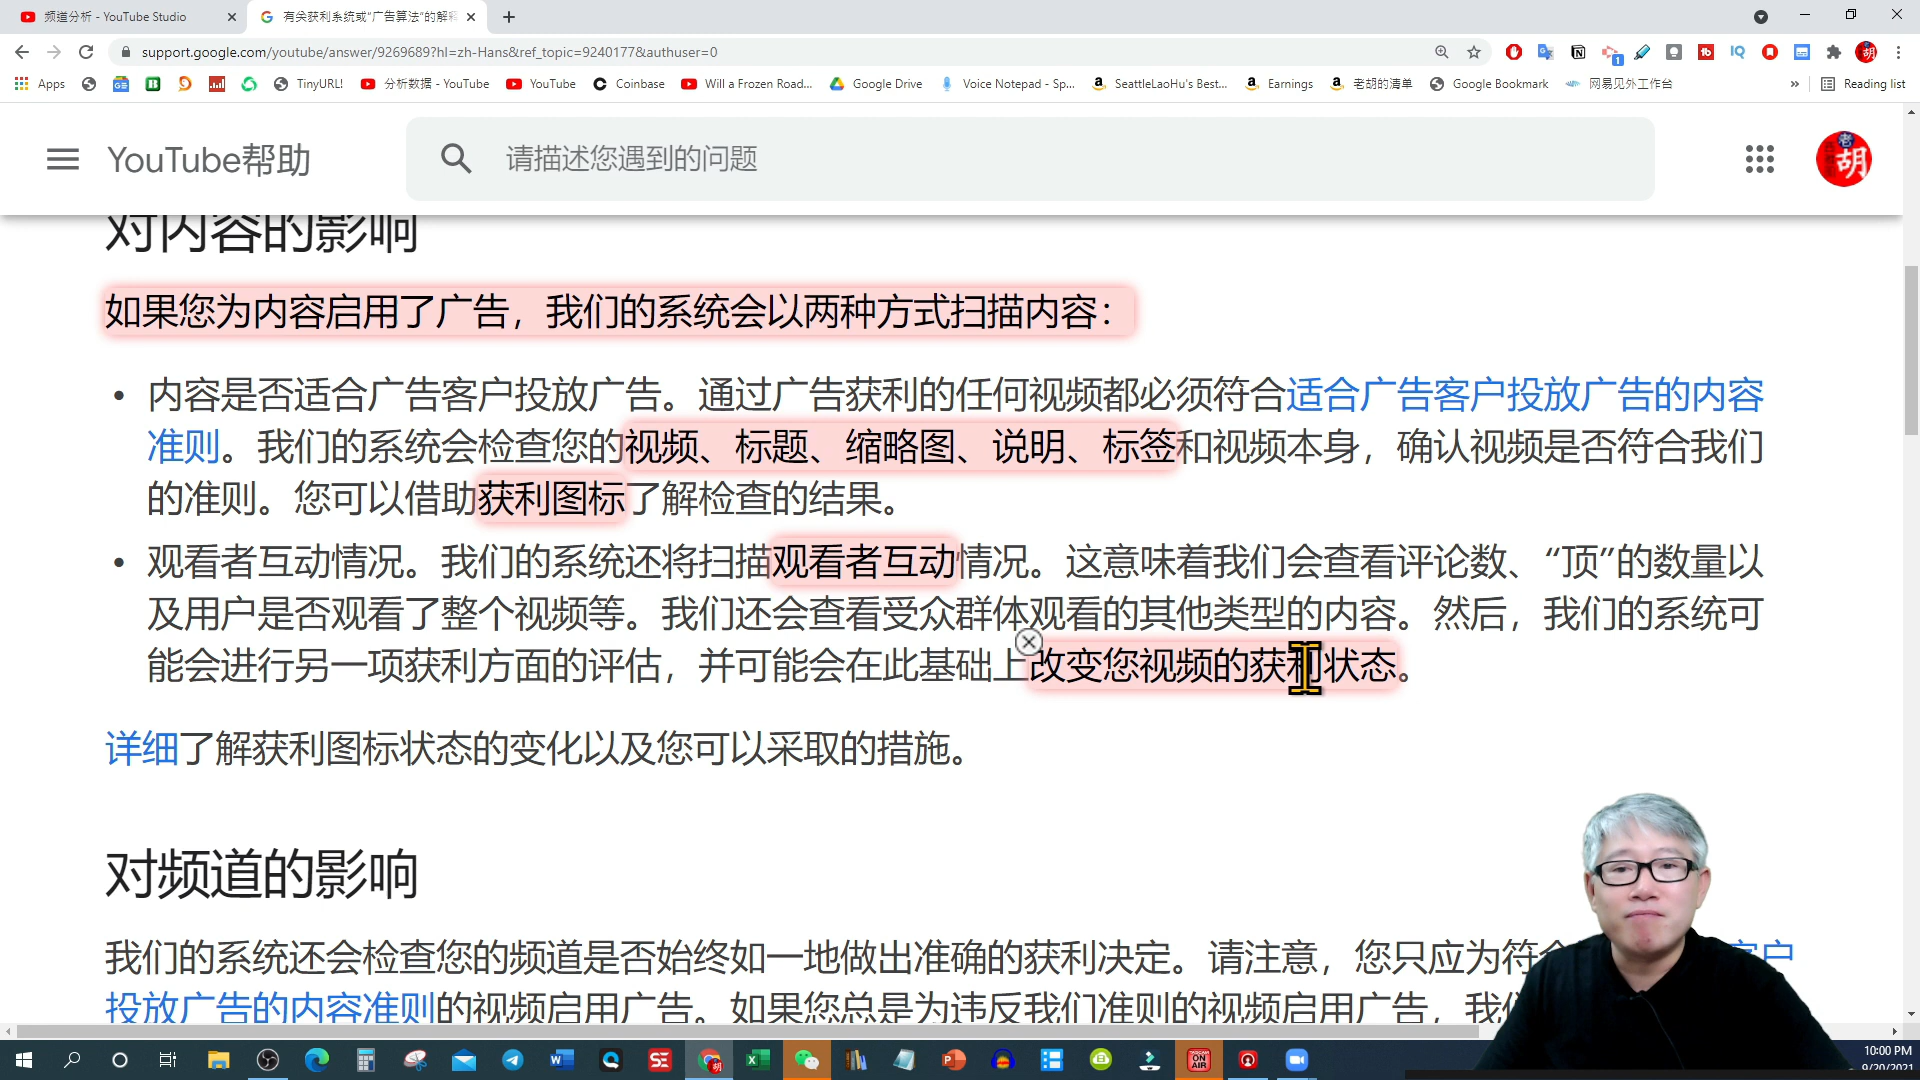 频道分析 - YouTube Studio
有关获利系统或“广告算法”的解释
support.google.com/youtube/answer/9269689?hl=zh-Hans&ref_topic=9240177&authuser=0
Apps
TinyURL!
分析数据 - YouTube
YouTube
Coinbase
Will a Frozen Road...
Google Drive
Voice Notepad - Sp...
SeattleLaoHu's Best...
Earnings
老胡的清单
Google Bookmark
网易见外工作台
»
Reading list
YouTube帮助
请描述您遇到的问题
对内容的影响
如果您为内容启用了广告，我们的系统会以两种方式扫描内容：
• 内容是否适合广告客户投放广告。通过广告获利的任何视频都必须符合适合广告客户投放广告的内容
准则。我们的系统会检查您的视频、标题、缩略图、说明、标签和视频本身，确认视频是否符合我们
的准则。您可以借助获利图标了解检查的结果。
• 观看者互动情况。我们的系统还将扫描观看者互动情况。这意味着我们会查看评论数、“顶”的数量以
及用户是否观看了整个视频等。我们还会查看受众群体观看的其他类型的内容。然后，我们的系统可
能会进行另一项获利方面的评估，并可能会在此基础上改变您视频的获利状态。
详细了解获利图标状态的变化以及您可以采取的措施。
对频道的影响
我们的系统还会检查您的频道是否始终如一地做出准确的获利决定。请注意，您只应为符合 客户
投放广告的内容准则的视频启用广告。如果您总是为违反我们准则的视频启用广告，我们
10:00 PM
9/20/2021